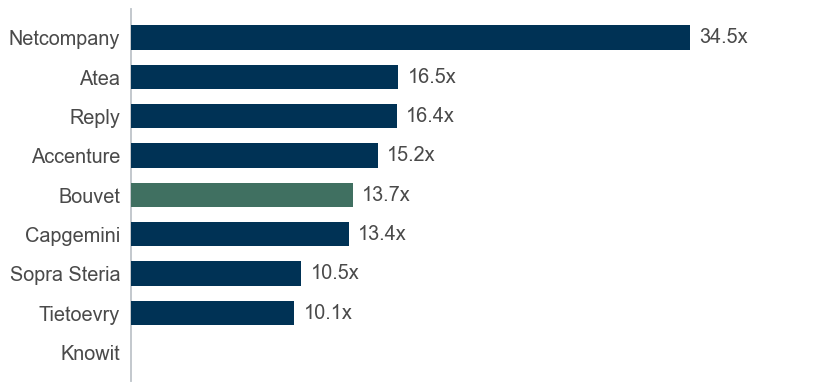 Netcompany 34.5x
Atea 16.5x
Reply 16.4x
Accenture 15.2x
Bouvet 13.7x
Capgemini 13.4x
Sopra Steria 10.5x
Tietoevry 10.1x
Knowit